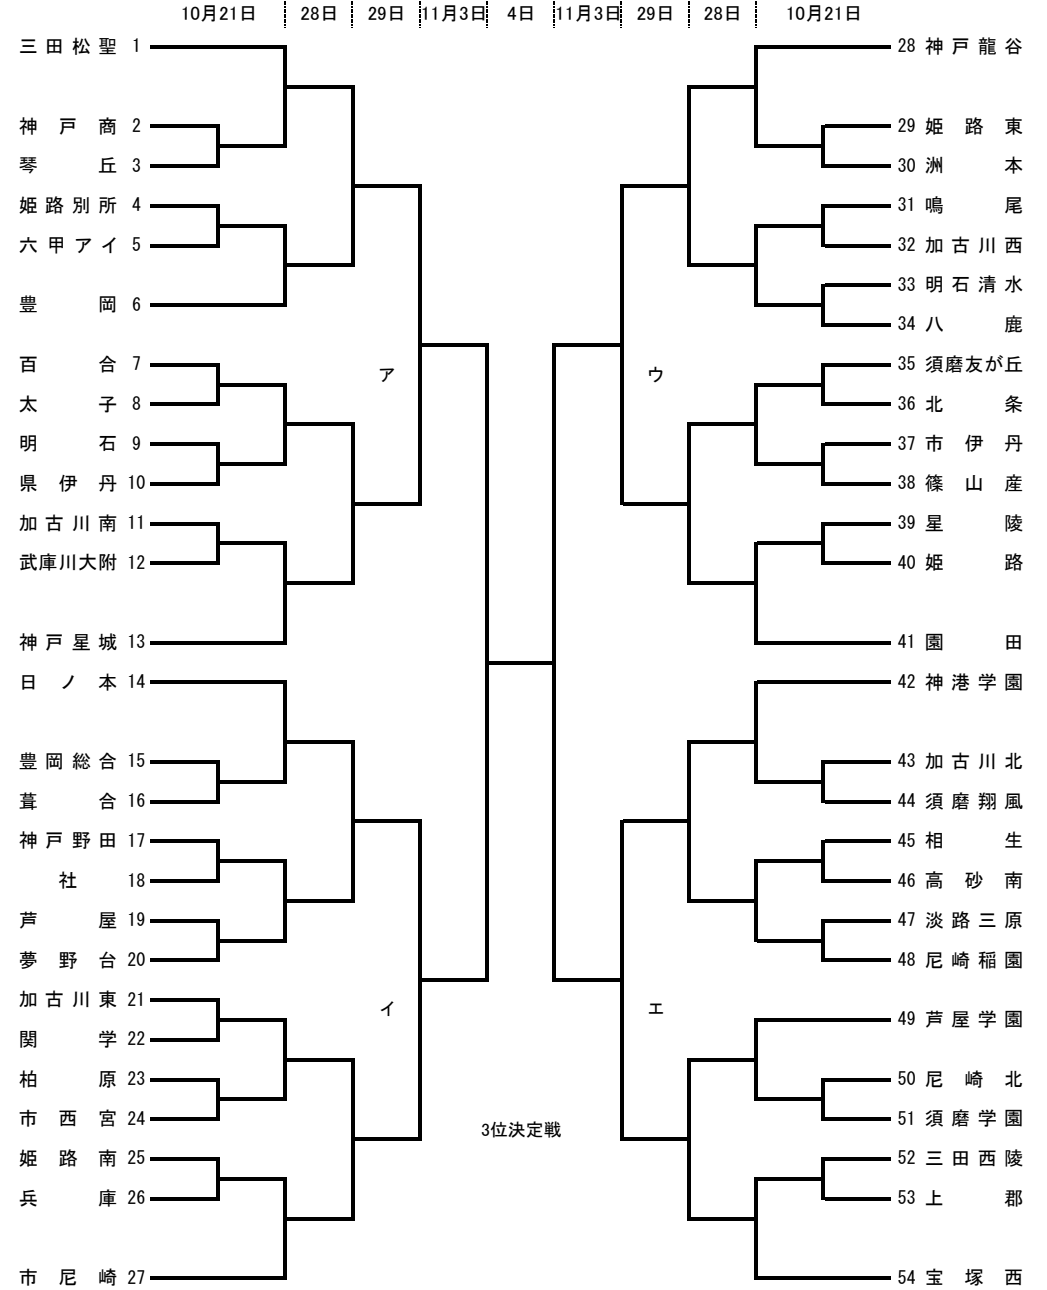 10月21日 28日 29日 11月3日 4日 11月3日 29日 28日 10月21日
三田松聖 1
28 神戸龍谷
神戸商 2
29 姫路東
琴丘 3
30 洲本
姫路別所 4
31 鳴尾
六甲アイ 5
32 加古川西
33 明石清水
豊岡 6
34 八鹿
百合 7
35 須磨友が丘
ア
ウ
太子 8
36 北条
明石 9
37 市伊丹
県伊丹 10
38 篠山産
加古川南 11
39 星陵
武庫川大附 12
40 姫路
神戸星城 13
41 園田
日ノ本 14
42 神港学園
豊岡総合 15
43 加古川北
葺合 16
44 須磨翔風
神戸野田 17
45 相生
社 18
46 高砂南
芦屋 19
47 淡路三原
夢野台 20
48 尼崎稲園
加古川東 21
イ
エ
49 芦屋学園
関学 22
柏原 23
50 尼崎北
市西宮 24
51 須磨学園
3位決定戦
姫路南 25
52 三田西陵
兵庫 26
53 上郡
市尼崎 27
54 宝塚西